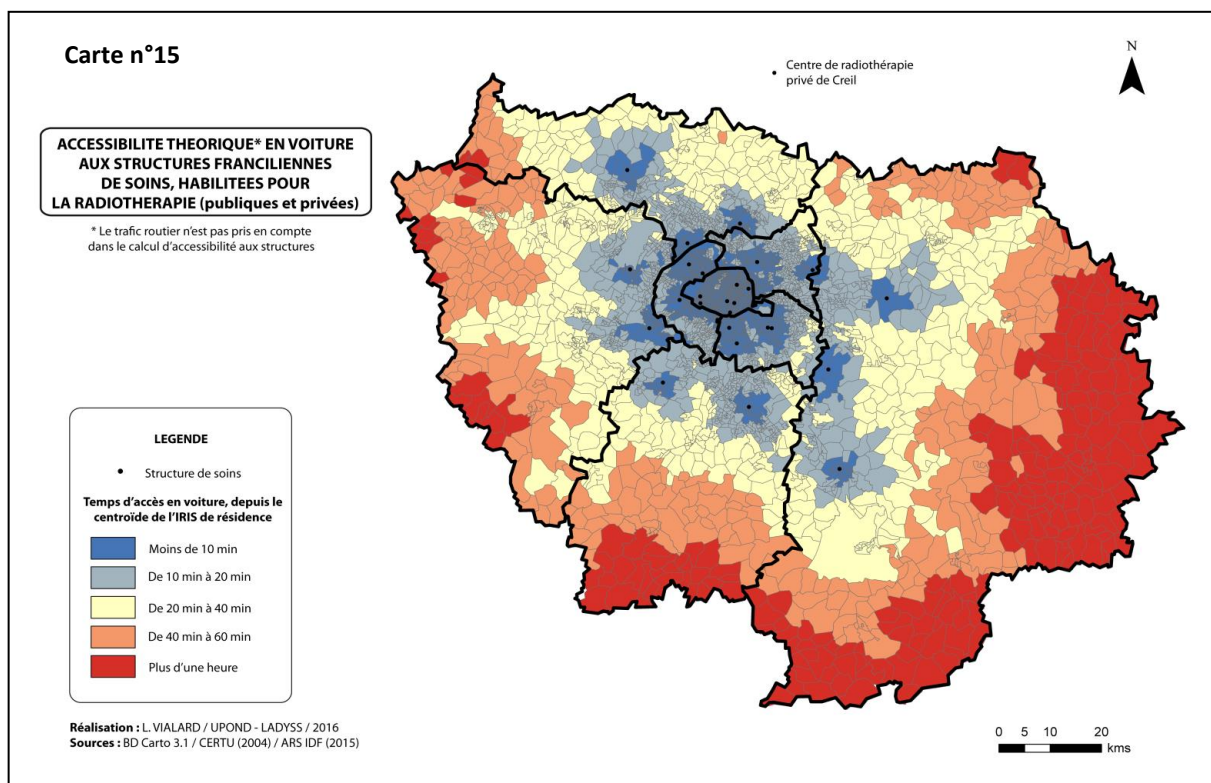 Carte n°15
Centre de radiothérapie
privé de Creil
N
ACCESSIBILITE THEORIQUE* EN VOITURE
AUX STRUCTURES FRANCILIENNES
DE SOINS, HABILITEES POUR
LA RADIOTHERAPIE (publiques et privées)
* Le trafic routier n'est pas pris en compte
dans le calcul d'accessibilité aux structures
LEGENDE
Structure de soins
Temps d'accès en voiture, depuis le
centroïde de l'IRIS de résidence
Moins de 10 min
De 10 min à 20 min
De 20 min à 40 min
De 40 min à 60 min
Plus d'une heure
Réalisation : L. VIALARD / UPOND - LADYSS / 2016
Sources : BD Carto 3.1 / CERTU (2004) / ARS IDF (2015)
0 5 10 20
kms